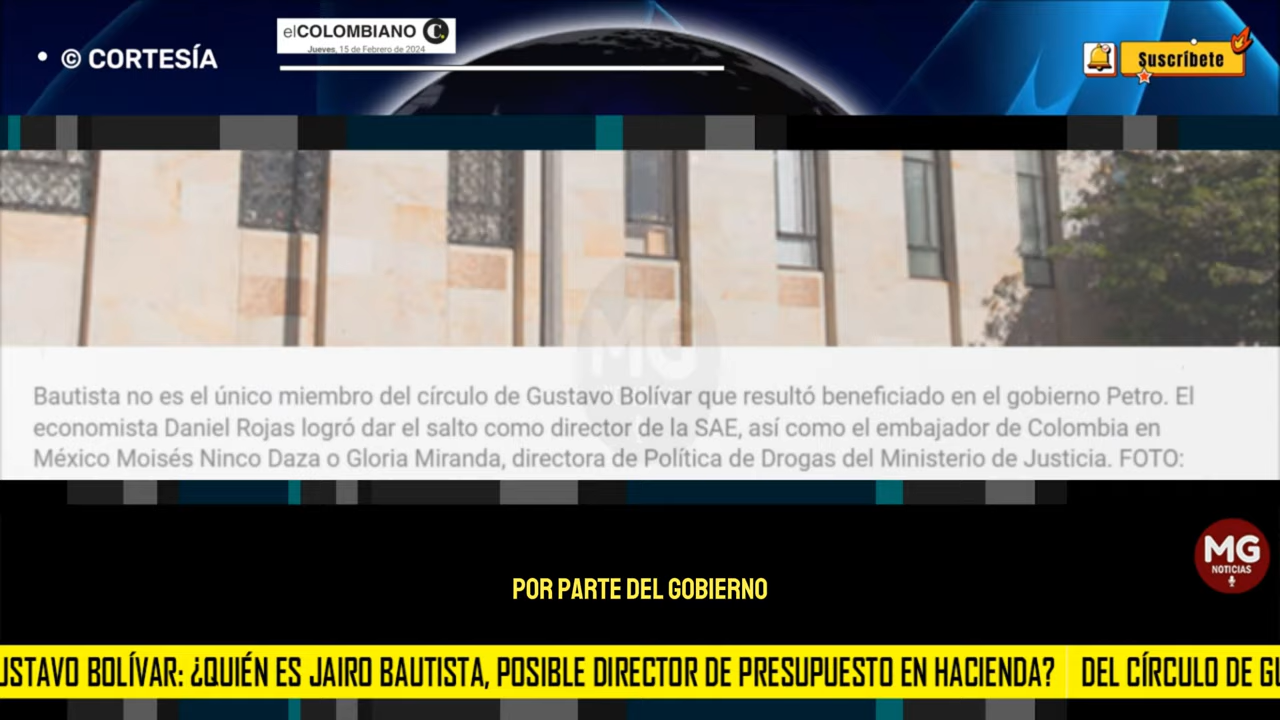 • © CORTESÍA
elCOLOMBIANO C
Jueves, 15 de Febrero de 2024
Suscríbete
MG
Bautista no es el único miembro del círculo de Gustavo Bolívar que resultó beneficiado en el gobierno Petro. El
economista Daniel Rojas logró dar el salto como director de la SAE, así como el embajador de Colombia en
México Moisés Ninco Daza o Gloria Miranda, directora de Política de Drogas del Ministerio de Justicia. FOTO:
MG
NOTICIAS
POR PARTE DEL GOBIERNO
USTAVO BOLÍVAR: ¿QUIÉN ES JAIRO BAUTISTA, POSIBLE DIRECTOR DE PRESUPUESTO EN HACIENDA? DEL CÍRCULO DE GU